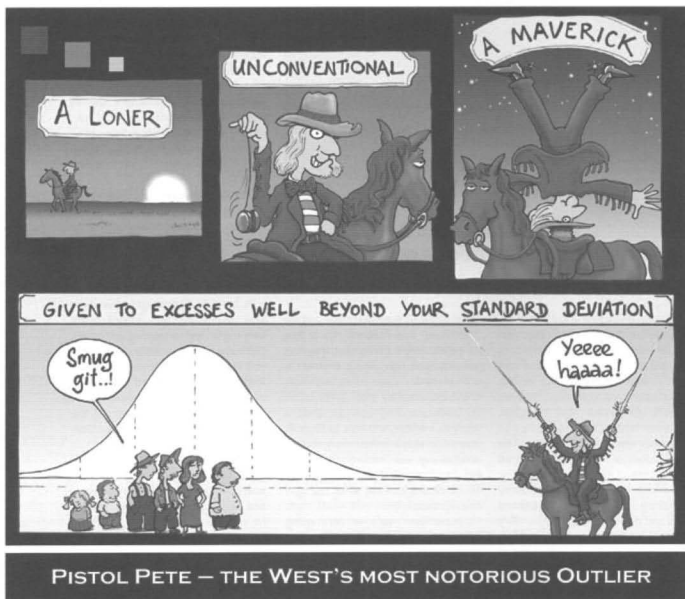 A LONER
UNCONVENTIONAL
A MAVERICK
GIVEN TO EXCESSES WELL BEYOND YOUR STANDARD DEVIATION
Smug
git..!
Yeeee
haaaa!
NICK
PISTOL PETE – THE WEST'S MOST NOTORIOUS OUTLIER